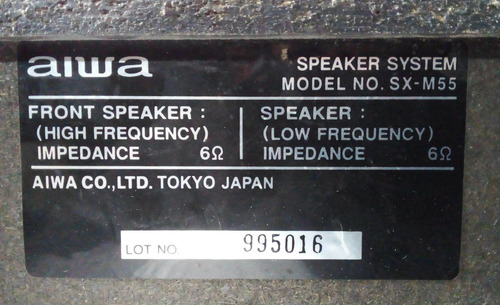 aiwa
SPEAKER SYSTEM
MODEL NO. SX-M55
FRONT SPEAKER :
(HIGH FREQUENCY)
IMPEDANCE 6Ω
SPEAKER :
(LOW FREQUENCY)
IMPEDANCE 6Ω
AIWA CO.,LTD. TOKYO JAPAN
LOT NO. 995016